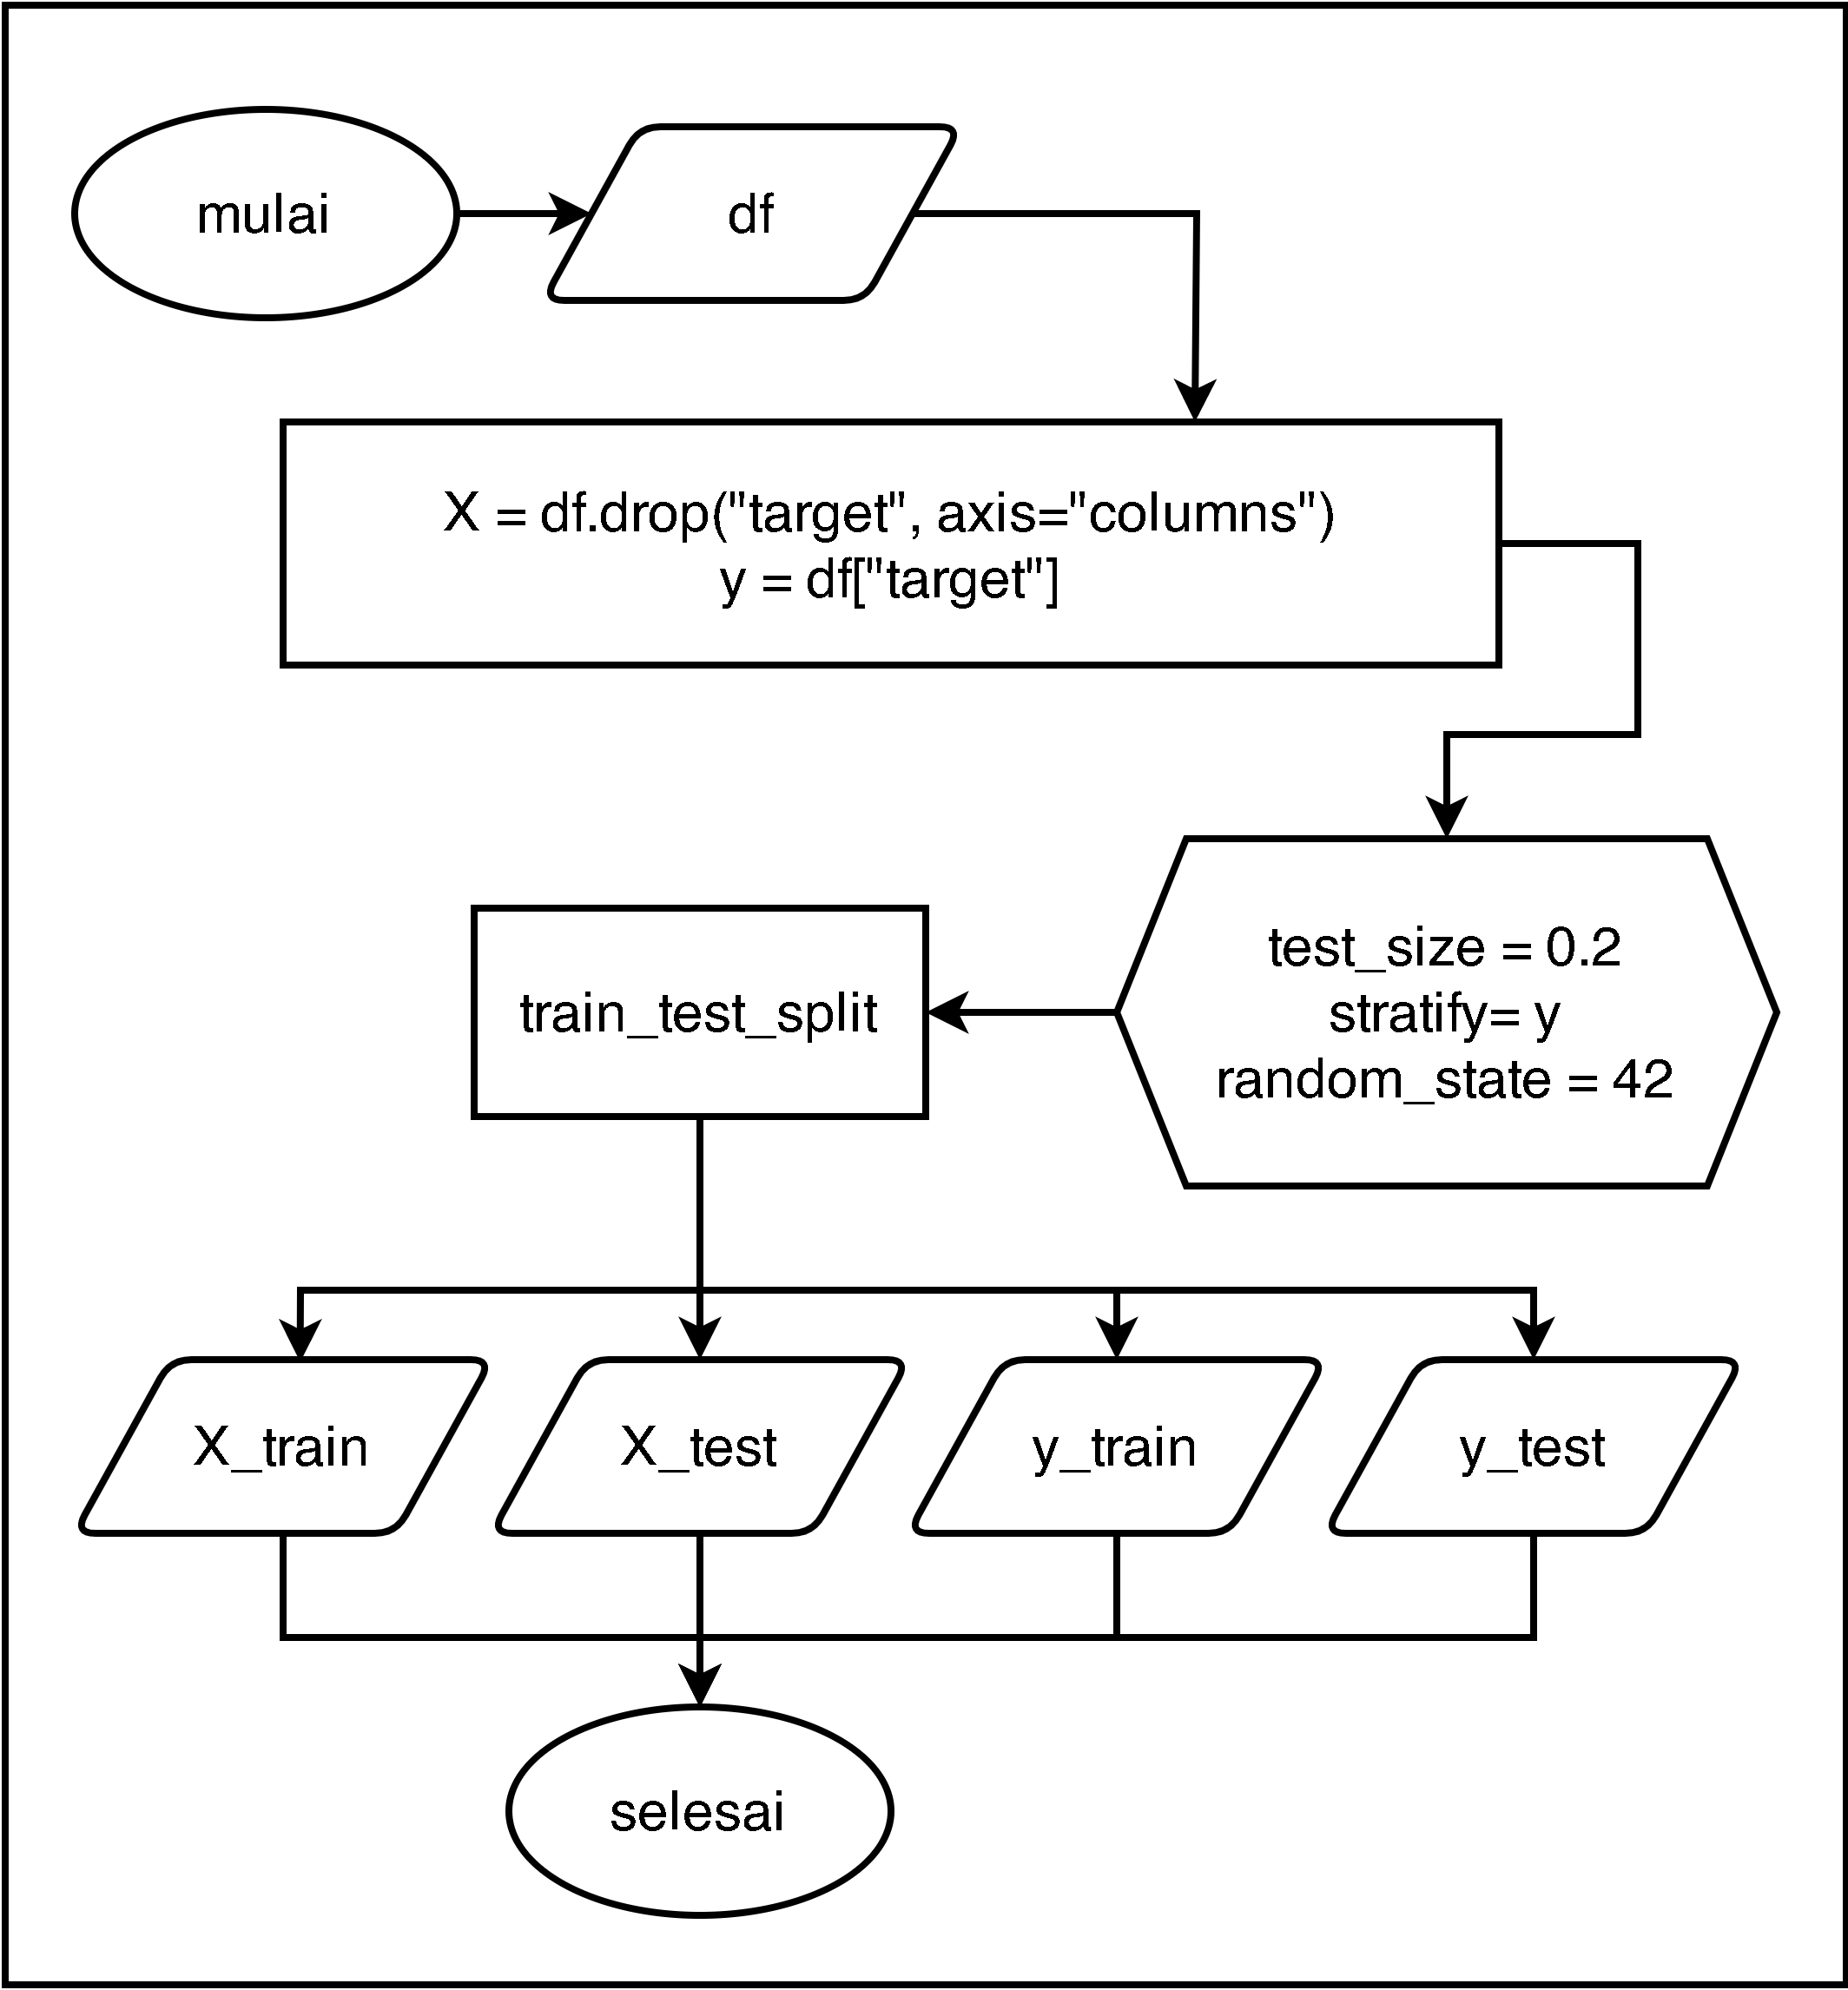 mulai
df
X = df.drop("target", axis="columns")
y = df["target"]
test_size = 0.2
stratify= y
random_state = 42
train_test_split
X_train
X_test
y_train
y_test
selesai